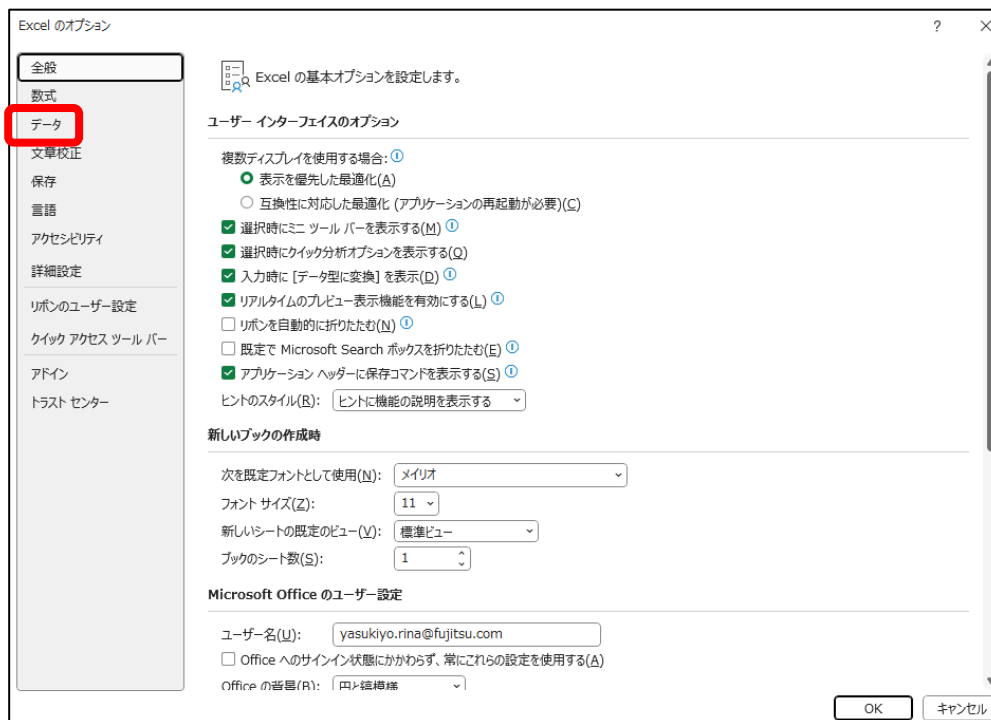 Excel のオプション
?
全般
数式
データ
文章校正
保存
言語
アクセシビリティ
詳細設定
リボンのユーザー設定
クイック アクセス ツール バー
アドイン
トラスト センター
Excel の基本オプションを設定します。
ユーザー インターフェイスのオプション
複数ディスプレイを使用する場合:
表示を優先した最適化(A)
互換性に対応した最適化 (アプリケーションの再起動が必要)(C)
選択時にミニ ツール バーを表示する(M)
選択時にクイック分析オプションを表示する(Q)
入力時に [データ型に変換] を表示(D)
リアルタイムのプレビュー表示機能を有効にする(L)
リボンを自動的に折りたたむ(N)
既定で Microsoft Search ボックスを折りたたむ(E)
アプリケーション ヘッダーに保存コマンドを表示する(S)
ヒントのスタイル(R): ヒントに機能の説明を表示する
新しいブックの作成時
次を既定フォントとして使用(N): メイリオ
フォント サイズ(Z): 11
新しいシートの既定のビュー(V): 標準ビュー
ブックのシート数(S): 1
Microsoft Office のユーザー設定
ユーザー名(U): yasukiyo.rina@fujitsu.com
Office へのサインイン状態にかかわらず、常にこれらの設定を使用する(A)
Office の背景(B): 円と縞模様
OK キャンセル